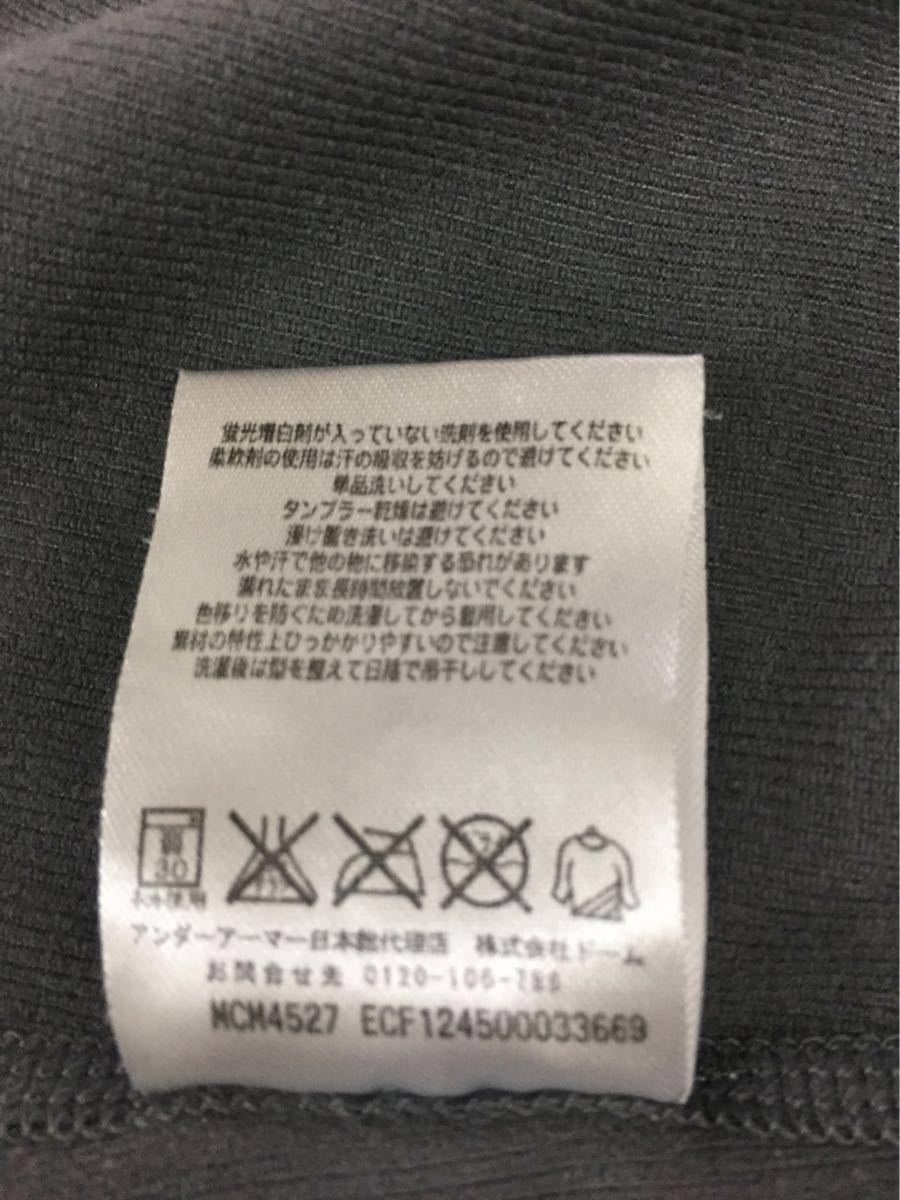 蛍光増白剤が入っていない洗剤を使用してください
柔軟剤の使用は汗の吸収を妨げるので避けてください
単品洗いしてください
タンブラー乾燥は避けてください
浸け置き洗いは避けてください
水や汗で他の物に移染する恐れがあります
濡れたまま長時間放置しないでください
色移りを防ぐため洗濯してから着用してください
素材の特性上ひっかかりやすいので注意してください
洗濯後は型を整えて日陰で吊干ししてください
弱
30
ネット使用
アンダーアーマー日本総代理店 株式会社ドーム
お問合せ先 0120-106-786
MCM4527 ECF124500033669